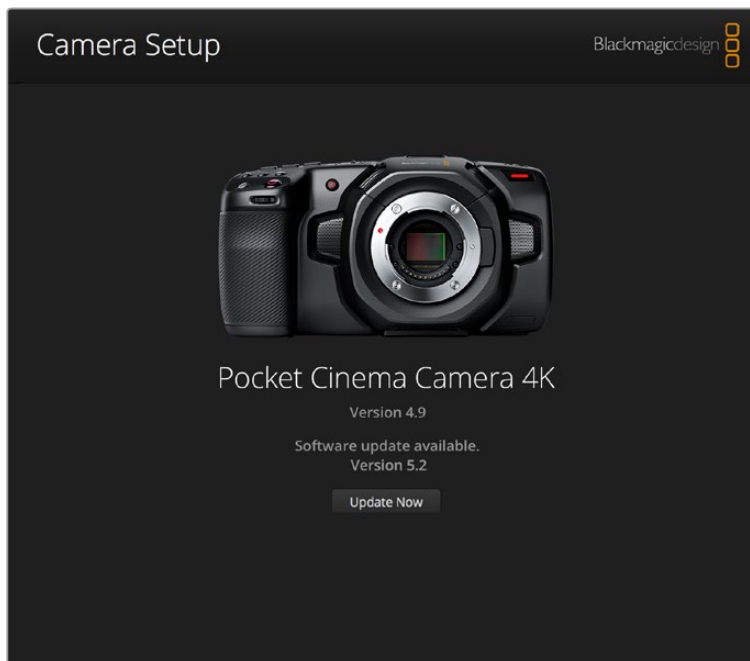 Camera Setup
Blackmagicdesign
Pocket Cinema Camera 4K
Version 4.9
Software update available.
Version 5.2
Update Now